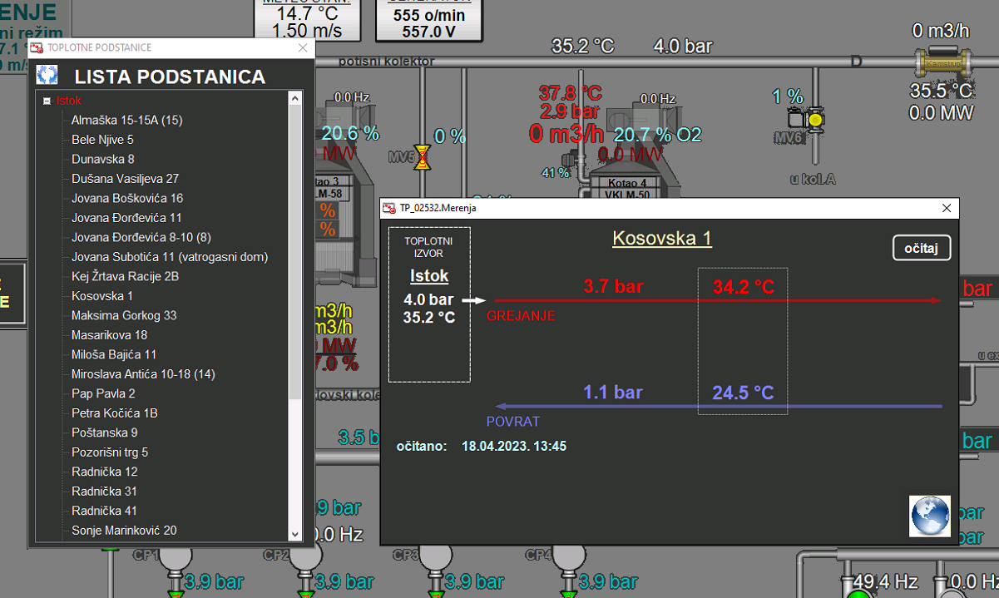 ENJE
ni režim
METEO STAN.
14.7 °C
1.50 m/s
GENERATOR
555 o/min
557.0 V
35.2 °C
4.0 bar
0 m3/h
potisni kolektor
D
Kamstrup
35.5 °C
0.0 MW
TOPLOTNE PODSTANICE
LISTA PODSTANICA
Istok
Almaška 15-15A (15)
Bele Njive 5
Dunavska 8
Dušana Vasiljeva 27
Jovana Boškovića 16
Jovana Đorđevića 11
Jovana Đorđevića 8-10 (8)
Jovana Subotića 11 (vatrogasni dom)
Kej Žrtava Racije 2B
Kosovska 1
Maksima Gorkog 33
Masarikova 18
Miloša Bajića 11
Miroslava Antića 10-18 (14)
Pap Pavla 2
Petra Kočića 1B
Poštanska 9
Pozorišni trg 5
Radnička 12
Radnička 31
Radnička 41
Sonje Marinković 20
0.0 Hz
20.6 %
MW
0 %
MV5
37.8 °C
2.9 bar
0 m3/h
0.0 Hz
20.7 % O2
0.0 MW
41 %
1 %
MV6
u kol.A
tao 3
LM-58
%
%
Kotao 4
VKLM-50
m3/h
m3/h
MW
7.0 %
3.5 b
.9 bar
0.0 Hz
TP_02532.Merenja
Kosovska 1
očitaj
TOPLOTNI
IZVOR
Istok
4.0 bar
35.2 °C
3.7 bar
34.2 °C
GREJANJE
1.1 bar
24.5 °C
POVRAT
očitano: 18.04.2023. 13:45
bar
u ex
bar
bar
bar
E
CP1
CP2
CP3
CP4
3.9 bar
3.9 bar
3.9 bar
3.9 bar
49.4 Hz
0.0 Hz